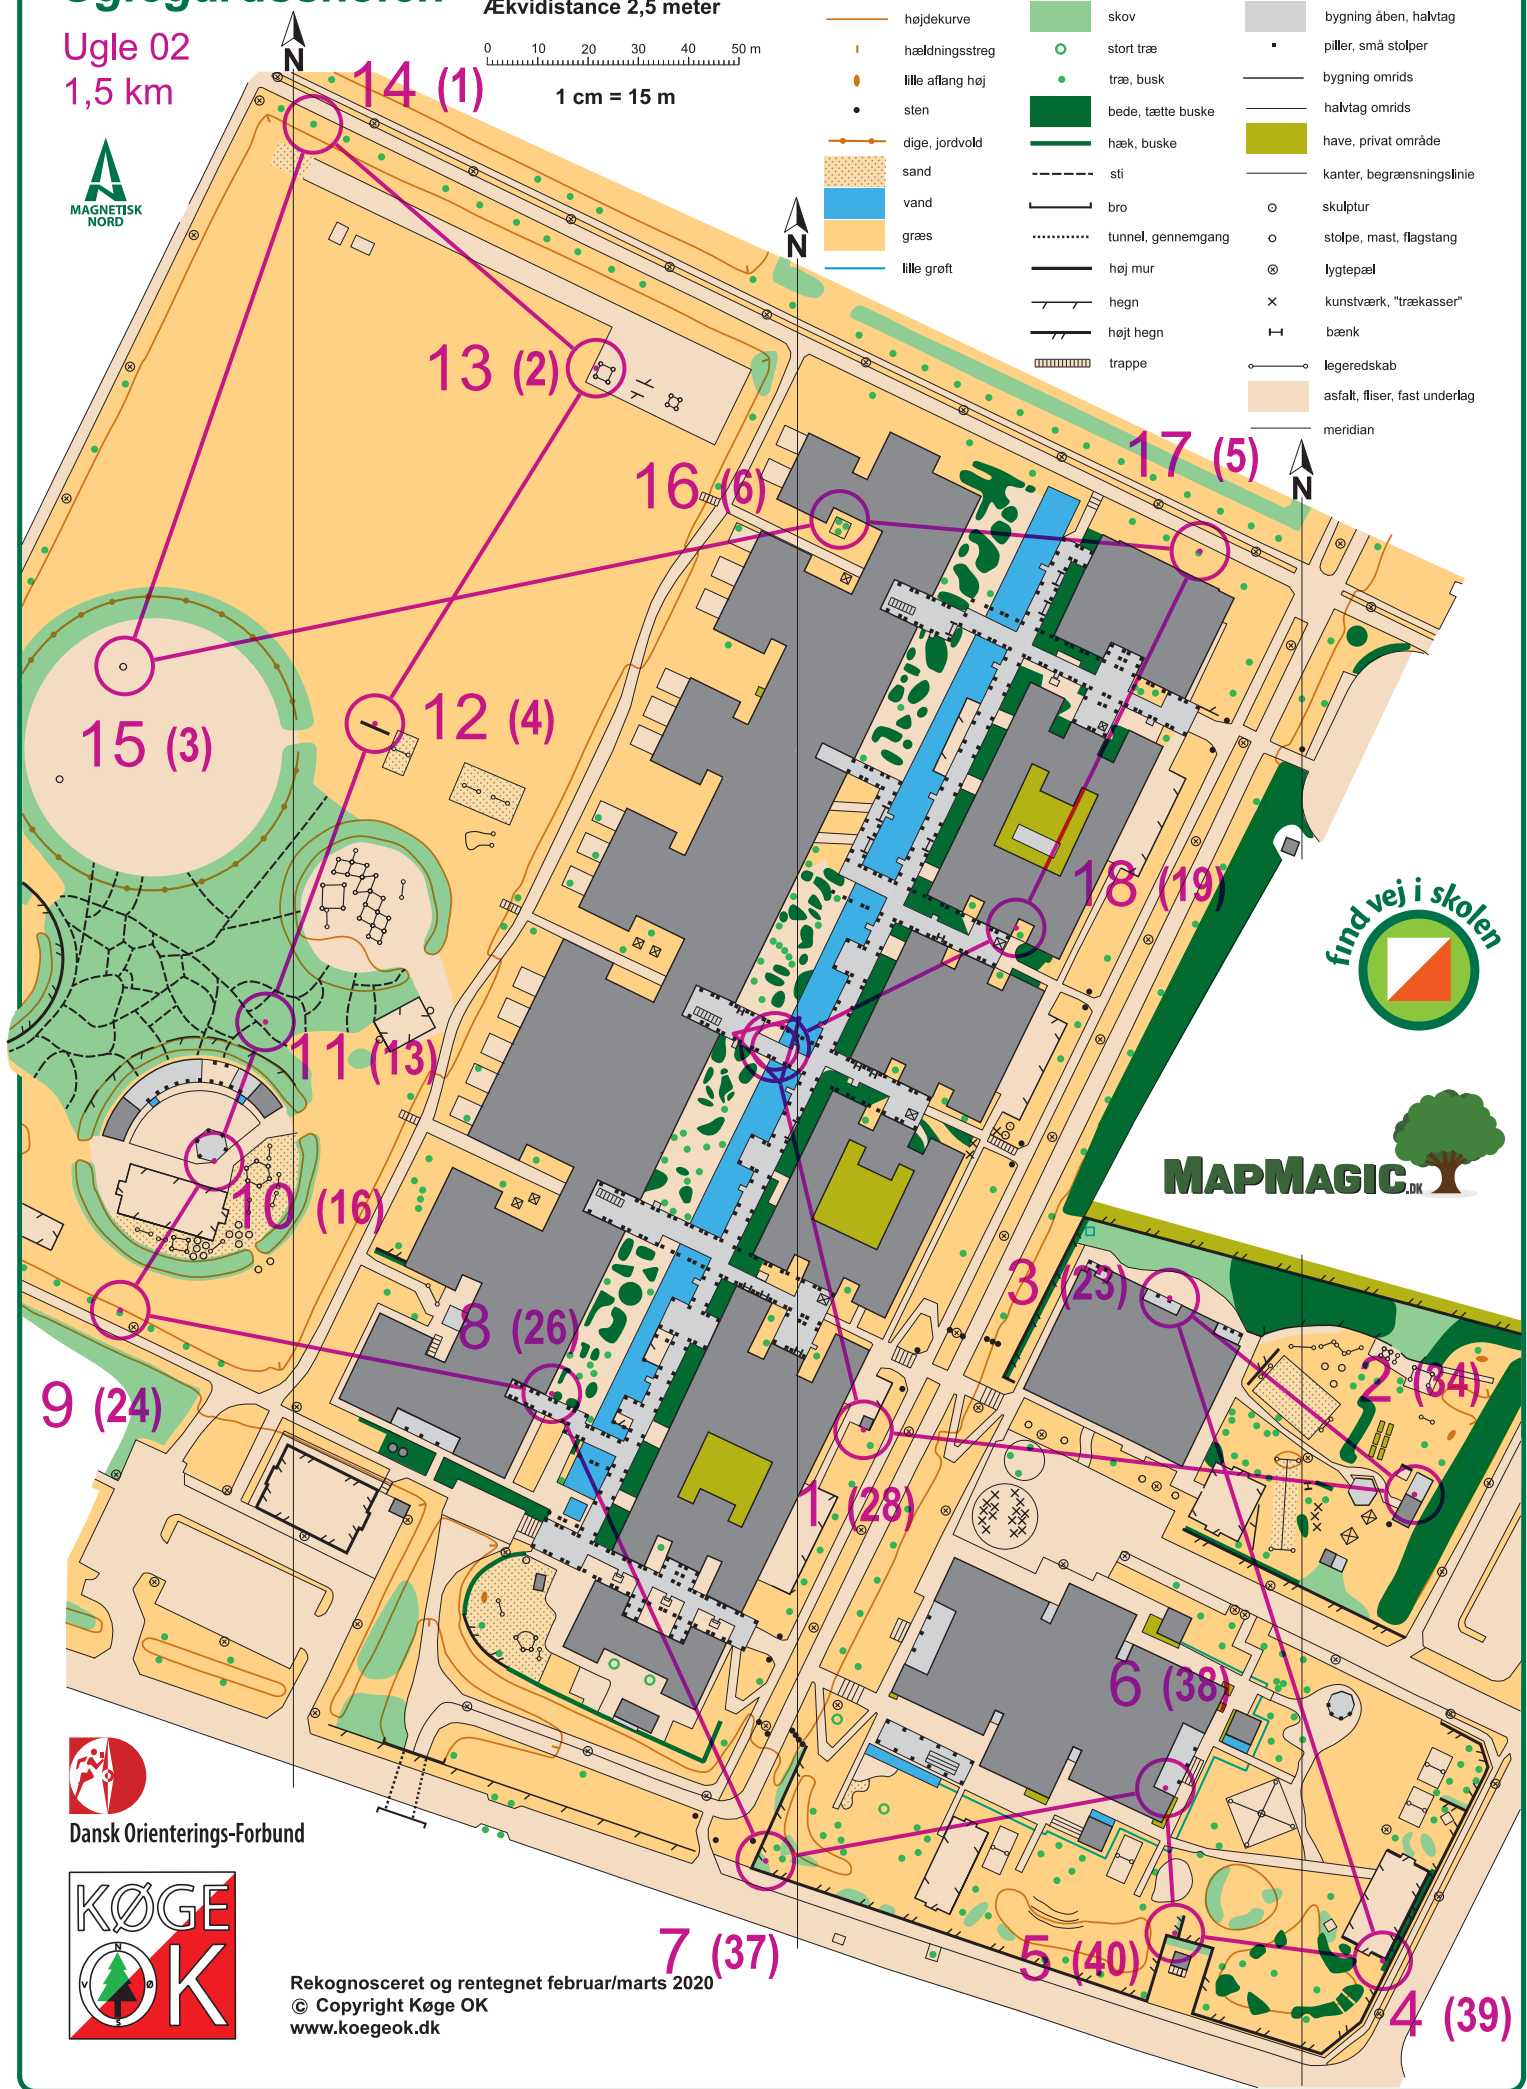 Ugle 02
1,5 km
Ækvidistance 2,5 meter
0 10 20 30 40 50 m
1 cm = 15 m
MAGNETISK
NORD
N
N
N
højdekurve
hældningsstreg
lille aflang høj
sten
dige, jordvold
sand
vand
græs
lille grøft
skov
stort træ
træ, busk
bede, tætte buske
hæk, buske
sti
bro
tunnel, gennemgang
høj mur
hegn
højt hegn
trappe
bygning åben, halvtag
piller, små stolper
bygning omrids
halvtag omrids
have, privat område
kanter, begrænsningslinie
skulptur
stolpe, mast, flagstang
lygtepæl
kunstværk, "trækasser"
bænk
legeredskab
asfalt, fliser, fast underlag
meridian
14 (1)
13 (2)
17 (5)
16 (6)
12 (4)
15 (3)
18 (19)
11 (13)
10 (16)
3 (23)
8 (26)
2 (34)
9 (24)
1 (28)
6 (38)
7 (37)
5 (40)
4 (39)
find vej i skolen
MAPMAGIC.DK
Dansk Orienterings-Forbund
KØGE
OK
N
V Ø
S
Rekognosceret og rentegnet februar/marts 2020
© Copyright Køge OK
www.koegeok.dk